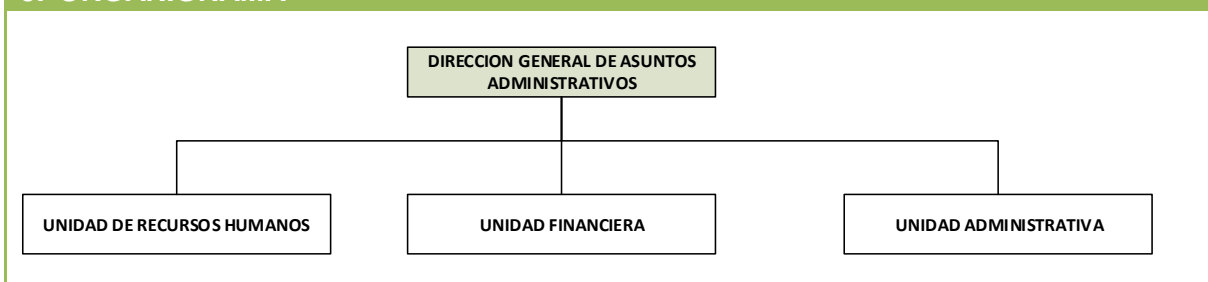 DIRECCION GENERAL DE ASUNTOS
ADMINISTRATIVOS
UNIDAD DE RECURSOS HUMANOS
UNIDAD FINANCIERA
UNIDAD ADMINISTRATIVA